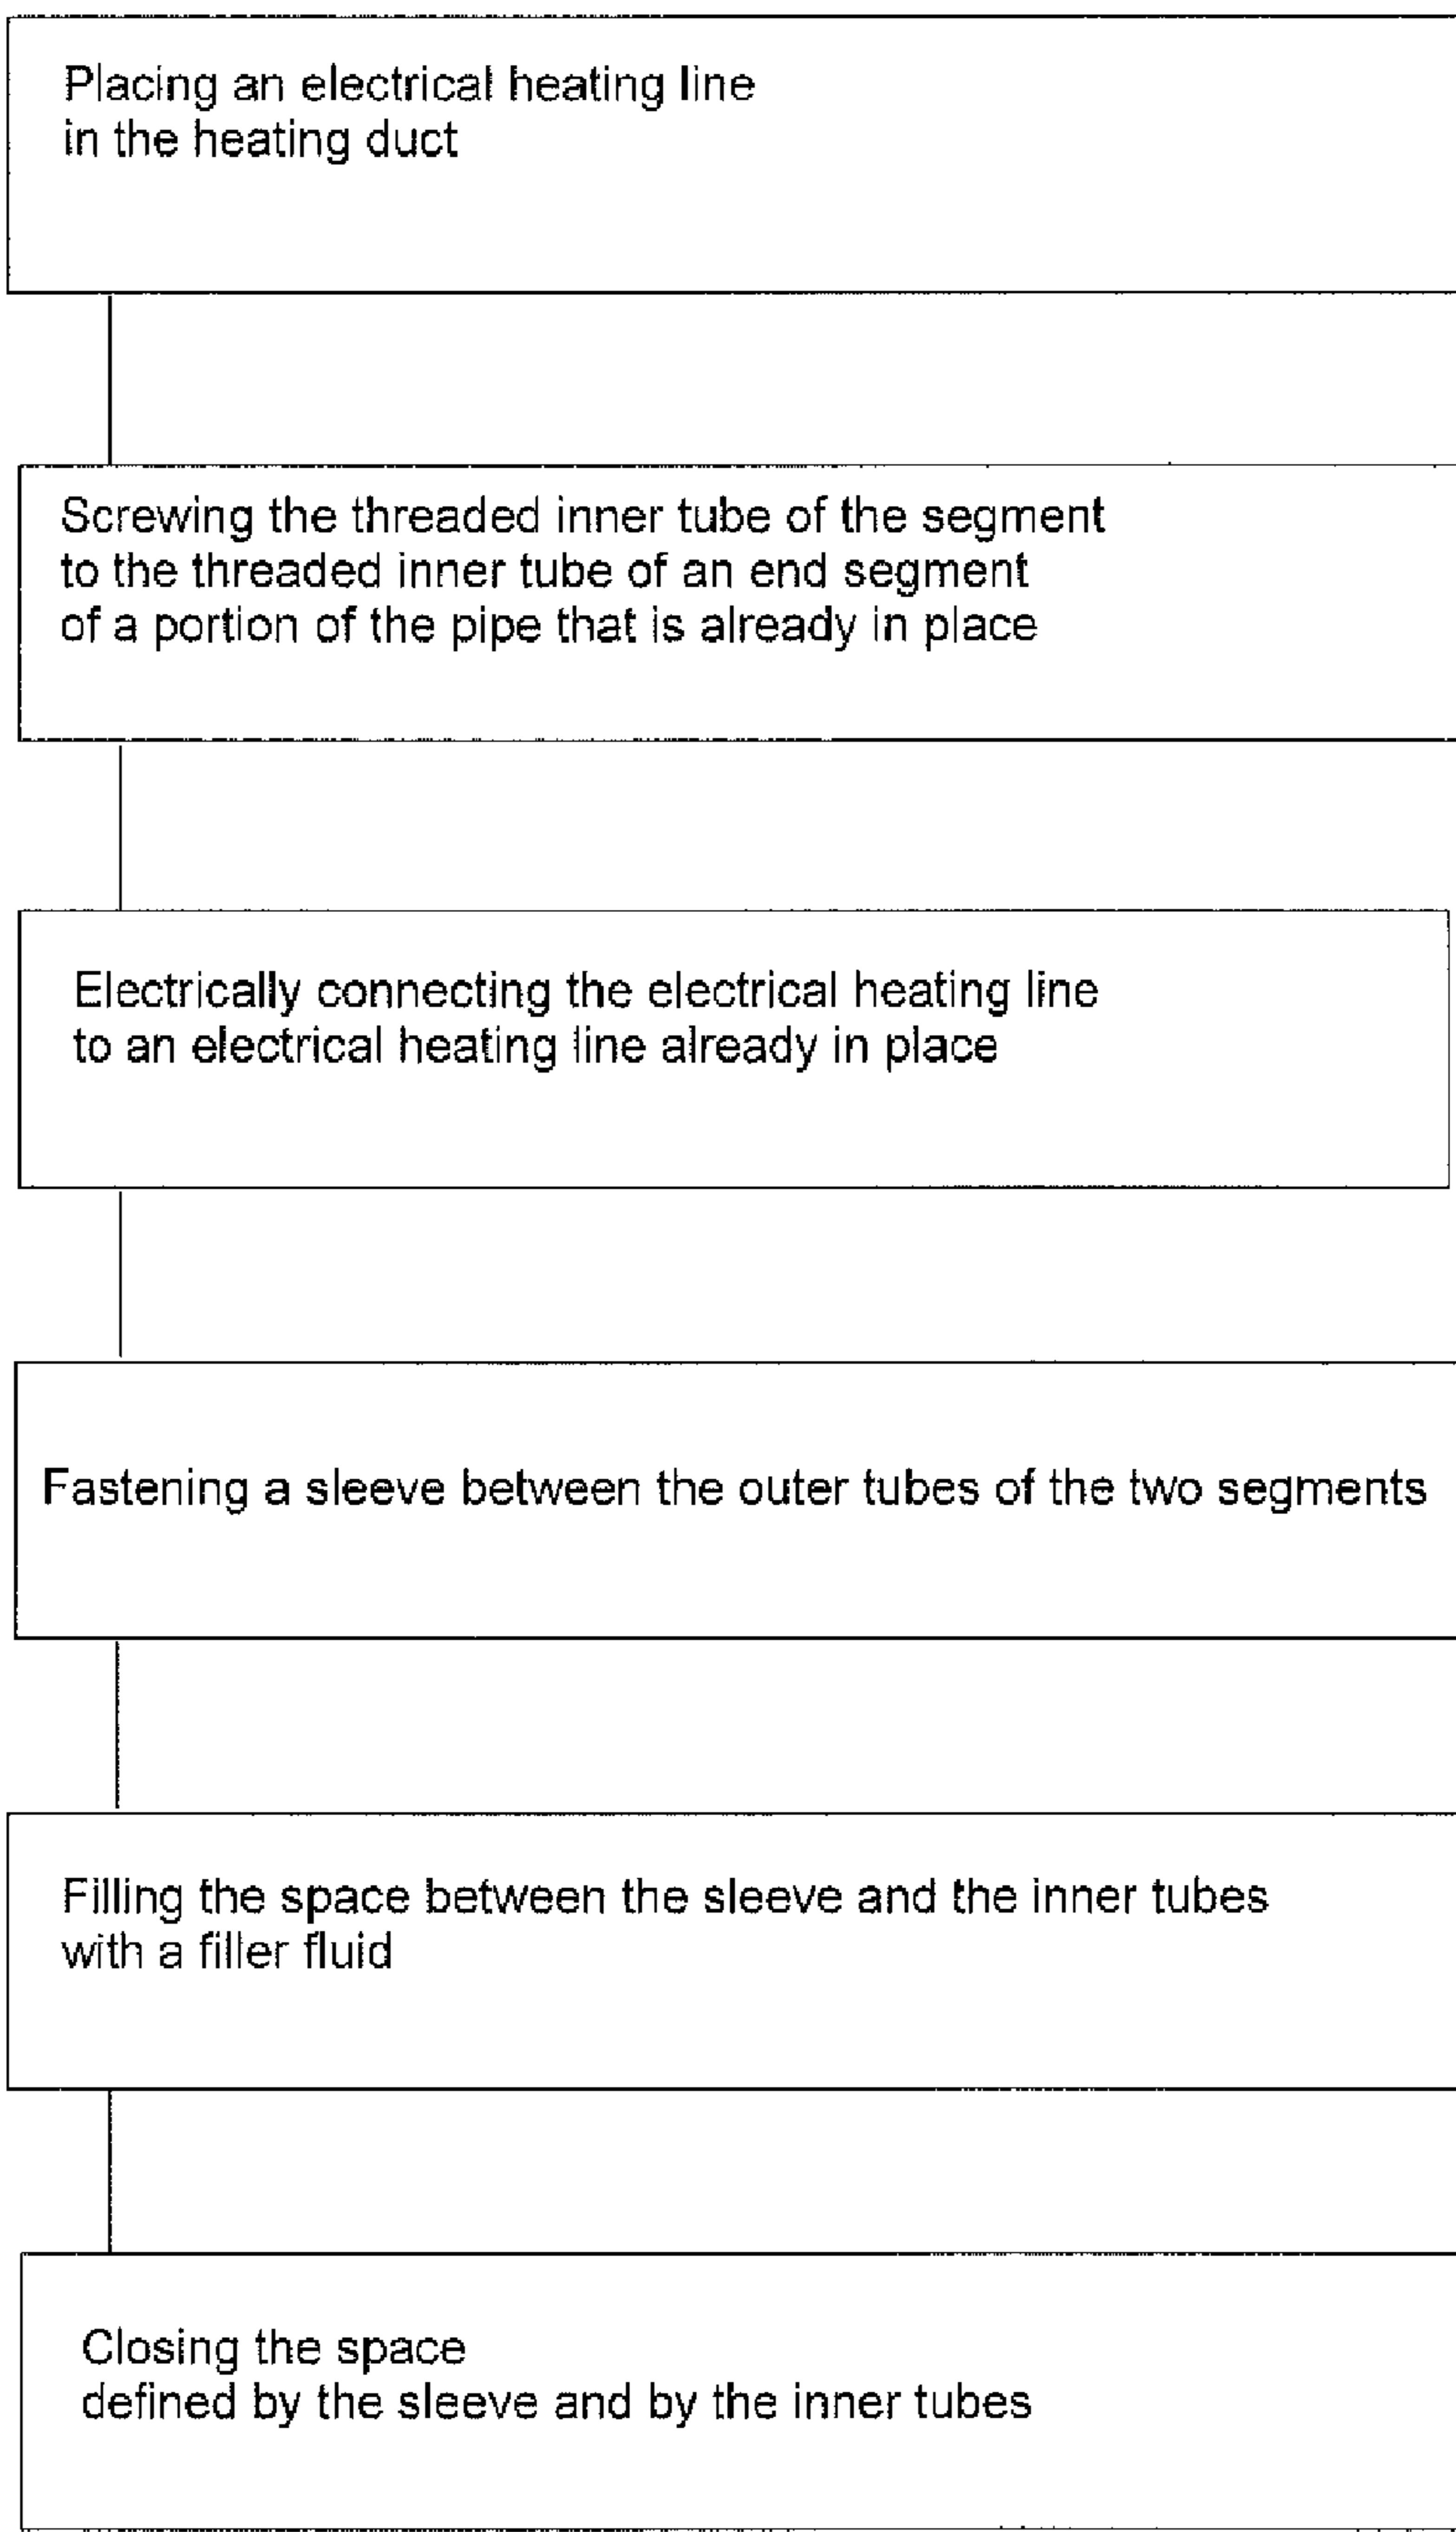 Placing an electrical heating line
in the heating duct
Screwing the threaded inner tube of the segment
to the threaded inner tube of an end segment
of a portion of the pipe that is already in place
Electrically connecting the electrical heating line
to an electrical heating line already in place
Fastening a sleeve between the outer tubes of the two segments
Filling the space between the sleeve and the inner tubes
with a filler fluid
Closing the space
defined by the sleeve and by the inner tubes